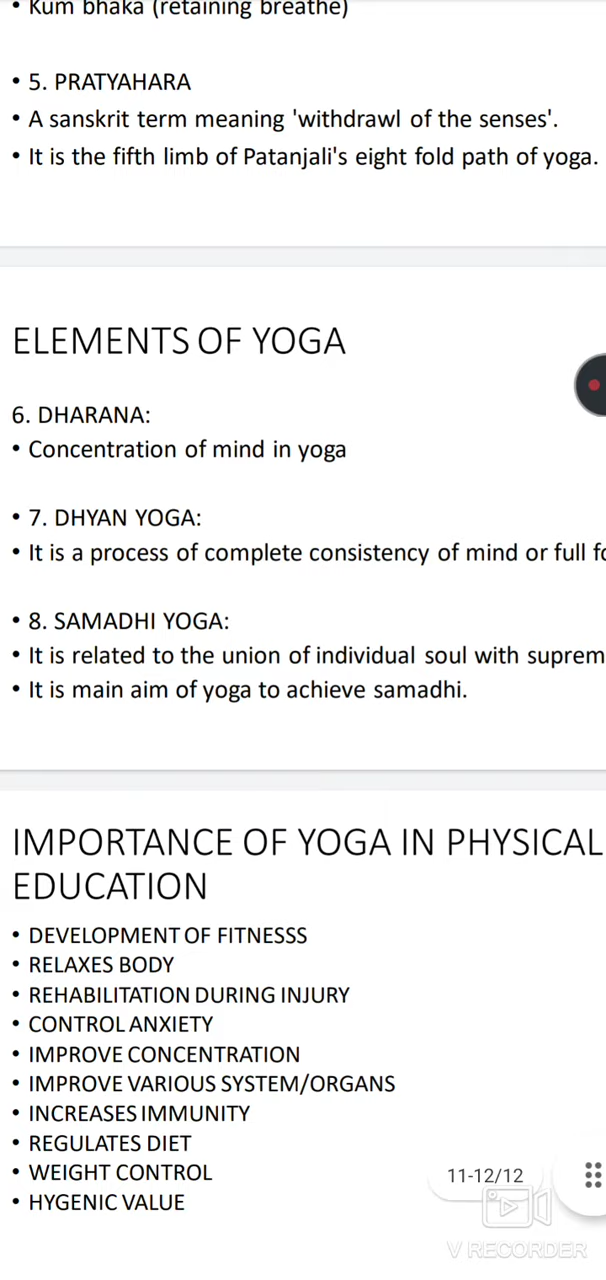 • Kum bhaka (retaining breathe)
• 5. PRATYAHARA
• A sanskrit term meaning 'withdrawl of the senses'.
• It is the fifth limb of Patanjali's eight fold path of yoga.
ELEMENTS OF YOGA
6. DHARANA:
• Concentration of mind in yoga
• 7. DHYAN YOGA:
• It is a process of complete consistency of mind or full fo
• 8. SAMADHI YOGA:
• It is related to the union of individual soul with suprem
• It is main aim of yoga to achieve samadhi.
IMPORTANCE OF YOGA IN PHYSICAL
EDUCATION
• DEVELOPMENT OF FITNESSS
• RELAXES BODY
• REHABILITATION DURING INJURY
• CONTROL ANXIETY
• IMPROVE CONCENTRATION
• IMPROVE VARIOUS SYSTEM/ORGANS
• INCREASES IMMUNITY
• REGULATES DIET
• WEIGHT CONTROL
• HYGENIC VALUE
11-12/12
V RECORDER